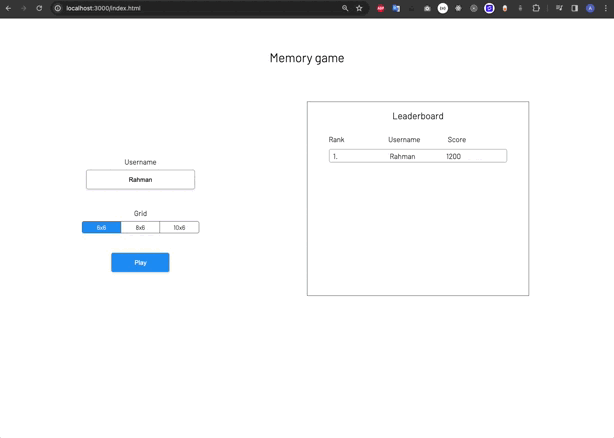 localhost:3000/index.html
Memory game
Username
Rahman
Grid
6x6 8x6 10x6
Play
Leaderboard
Rank Username Score
1. Rahman 1200